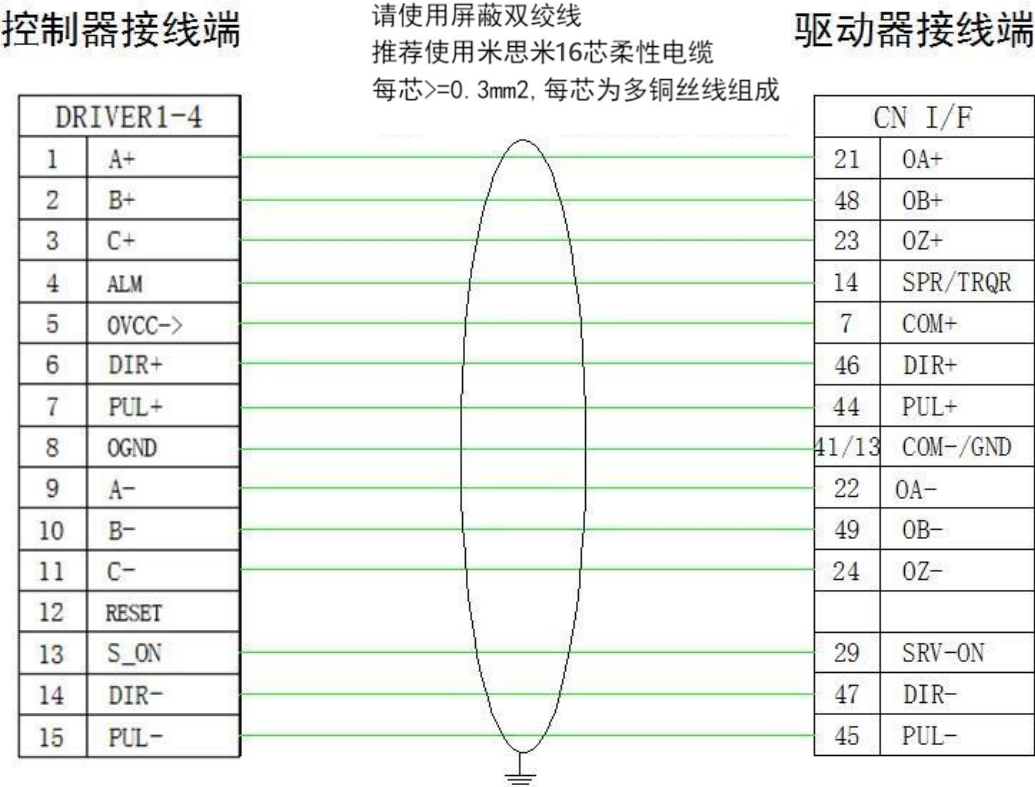 控制器接线端
请使用屏蔽双绞线
推荐使用米思米16芯柔性电缆
每芯>=0.3mm2,每芯为多铜丝线组成
驱动器接线端
DRIVER1-4
CN I/F
1 A+ 21 OA+
2 B+ 48 OB+
3 C+ 23 OZ+
4 ALM 14 SPR/TRQR
5 OVCC-> 7 COM+
6 DIR+ 46 DIR+
7 PUL+ 44 PUL+
8 OGND 41/13 COM-/GND
9 A- 22 OA-
10 B- 49 OB-
11 C- 24 OZ-
12 RESET
13 S_ON 29 SRV-ON
14 DIR- 47 DIR-
15 PUL- 45 PUL-